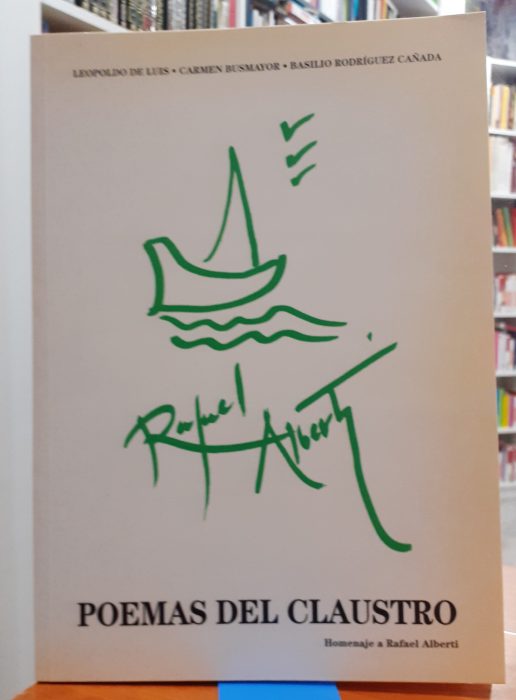 LEOPOLDO DE LUIS • CARMEN BUSMAYOR • BASILIO RODRÍGUEZ CAÑADA
Rafael Alberti
POEMAS DEL CLAUSTRO
Homenaje a Rafael Alberti